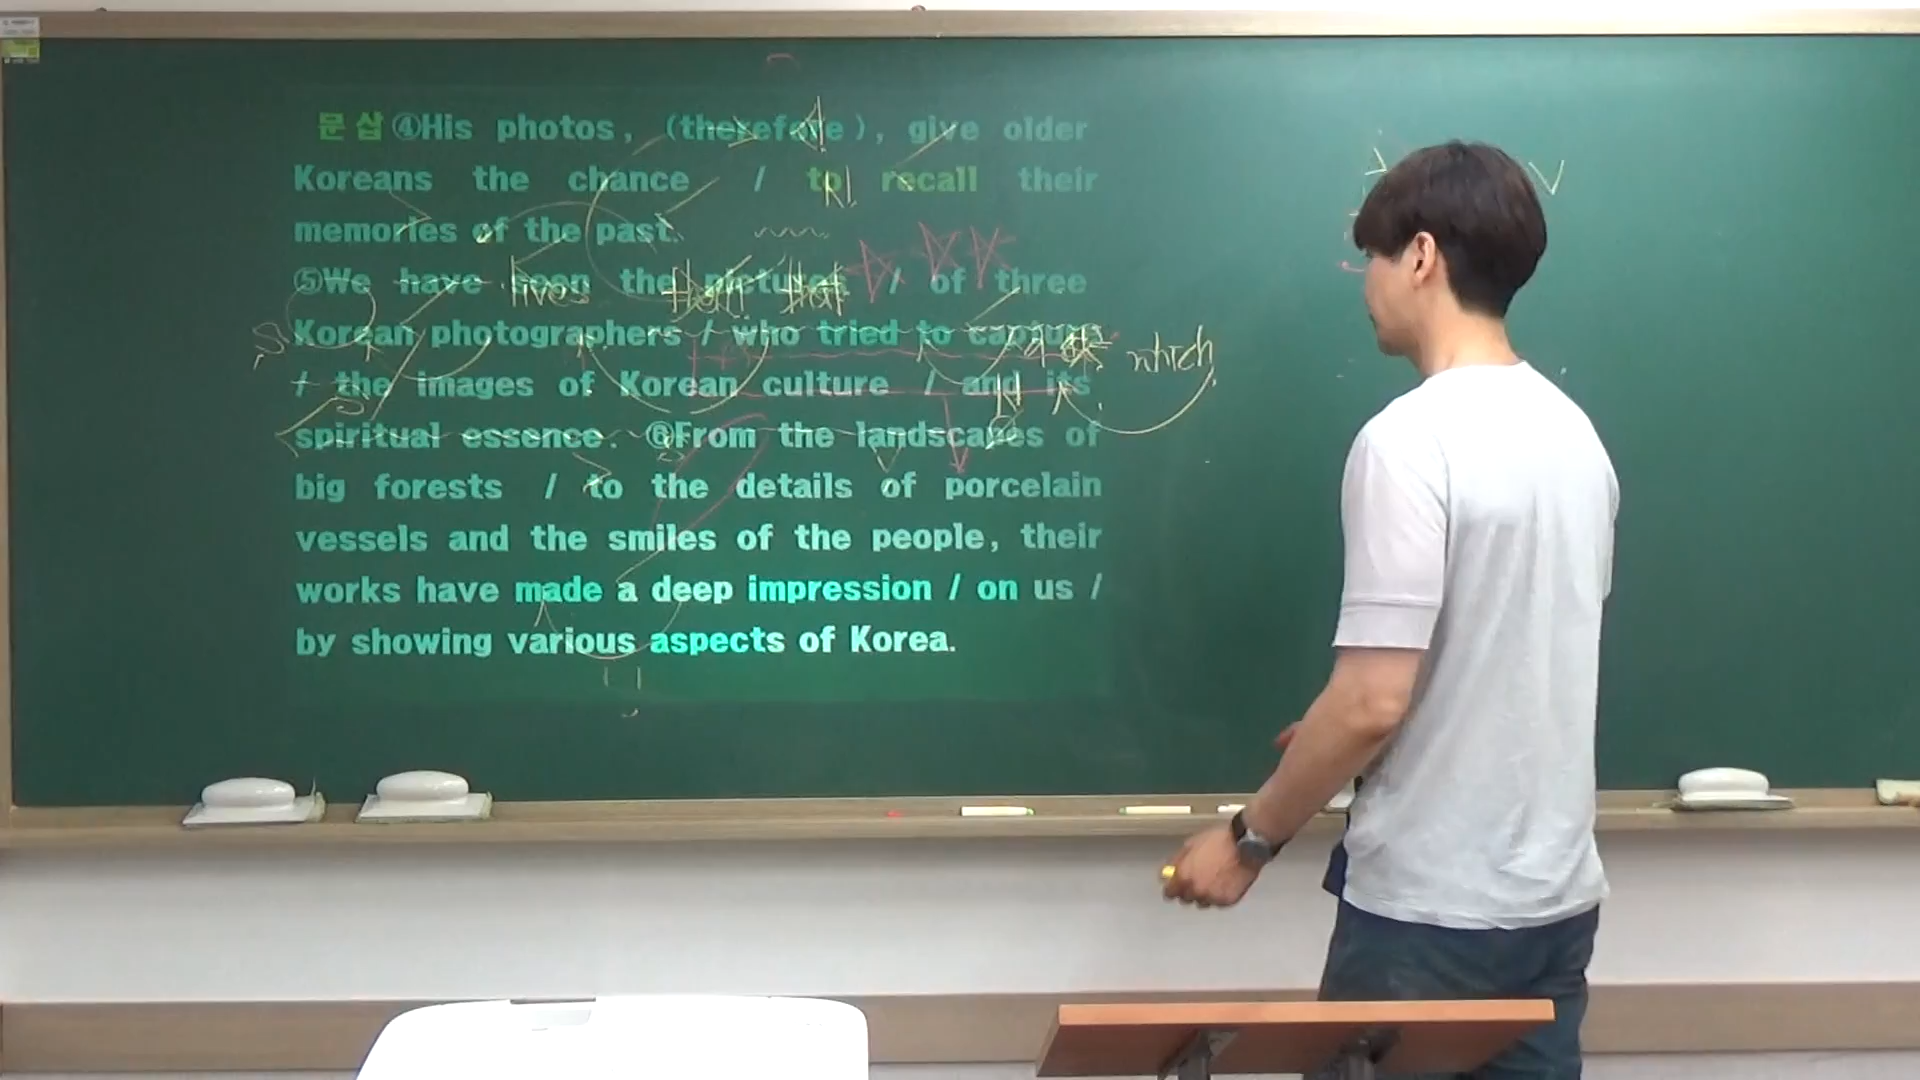 문 삽 ④His photos, (therefore), give older
Koreans the chance / to recall their
memories of the past.
⑤We have been the pictures / of three
lives
Korean photographers / who tried to capture
which
/ the images of Korean culture / and its
spiritual essence. ⑥From the landscapes of
big forests / to the details of porcelain
vessels and the smiles of the people, their
works have made a deep impression / on us /
by showing various aspects of Korea.